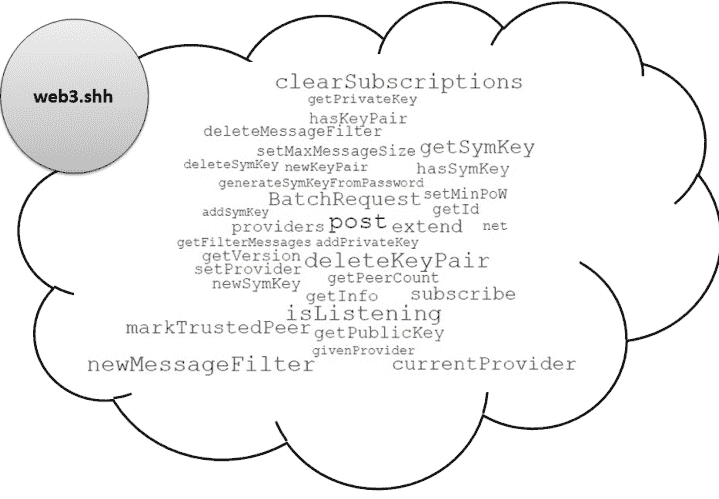 web3.shh
clearSubscriptions
getPrivateKey
hasKeyPair
deleteMessageFilter
setMaxMessageSize getSymKey
deleteSymKey newKeyPair hasSymKey
generateSymKeyFromPassword
BatchRequest setMinPoW
addSymKey getId
providers post extend net
getFilterMessages addPrivateKey
getVersion deleteKeyPair
setProvider getPeerCount
newSymKey getInfo subscribe
isListening
markTrustedPeer getPublicKey
givenProvider
newMessageFilter currentProvider